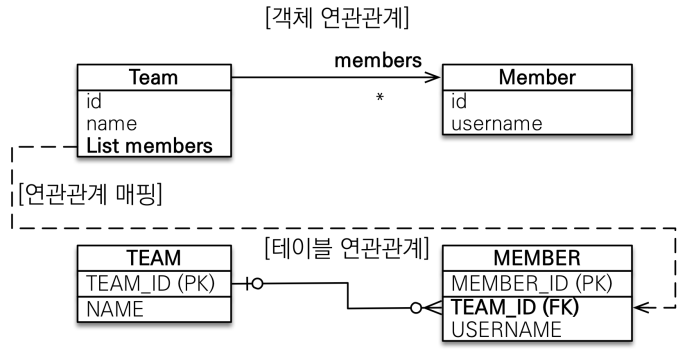 [객체 연관관계]
members
Team
Member
*
id
name
List members
id
username
[연관관계 매핑]
[테이블 연관관계]
TEAM
TEAM_ID (PK)
NAME
MEMBER
MEMBER_ID (PK)
TEAM_ID (FK)
USERNAME